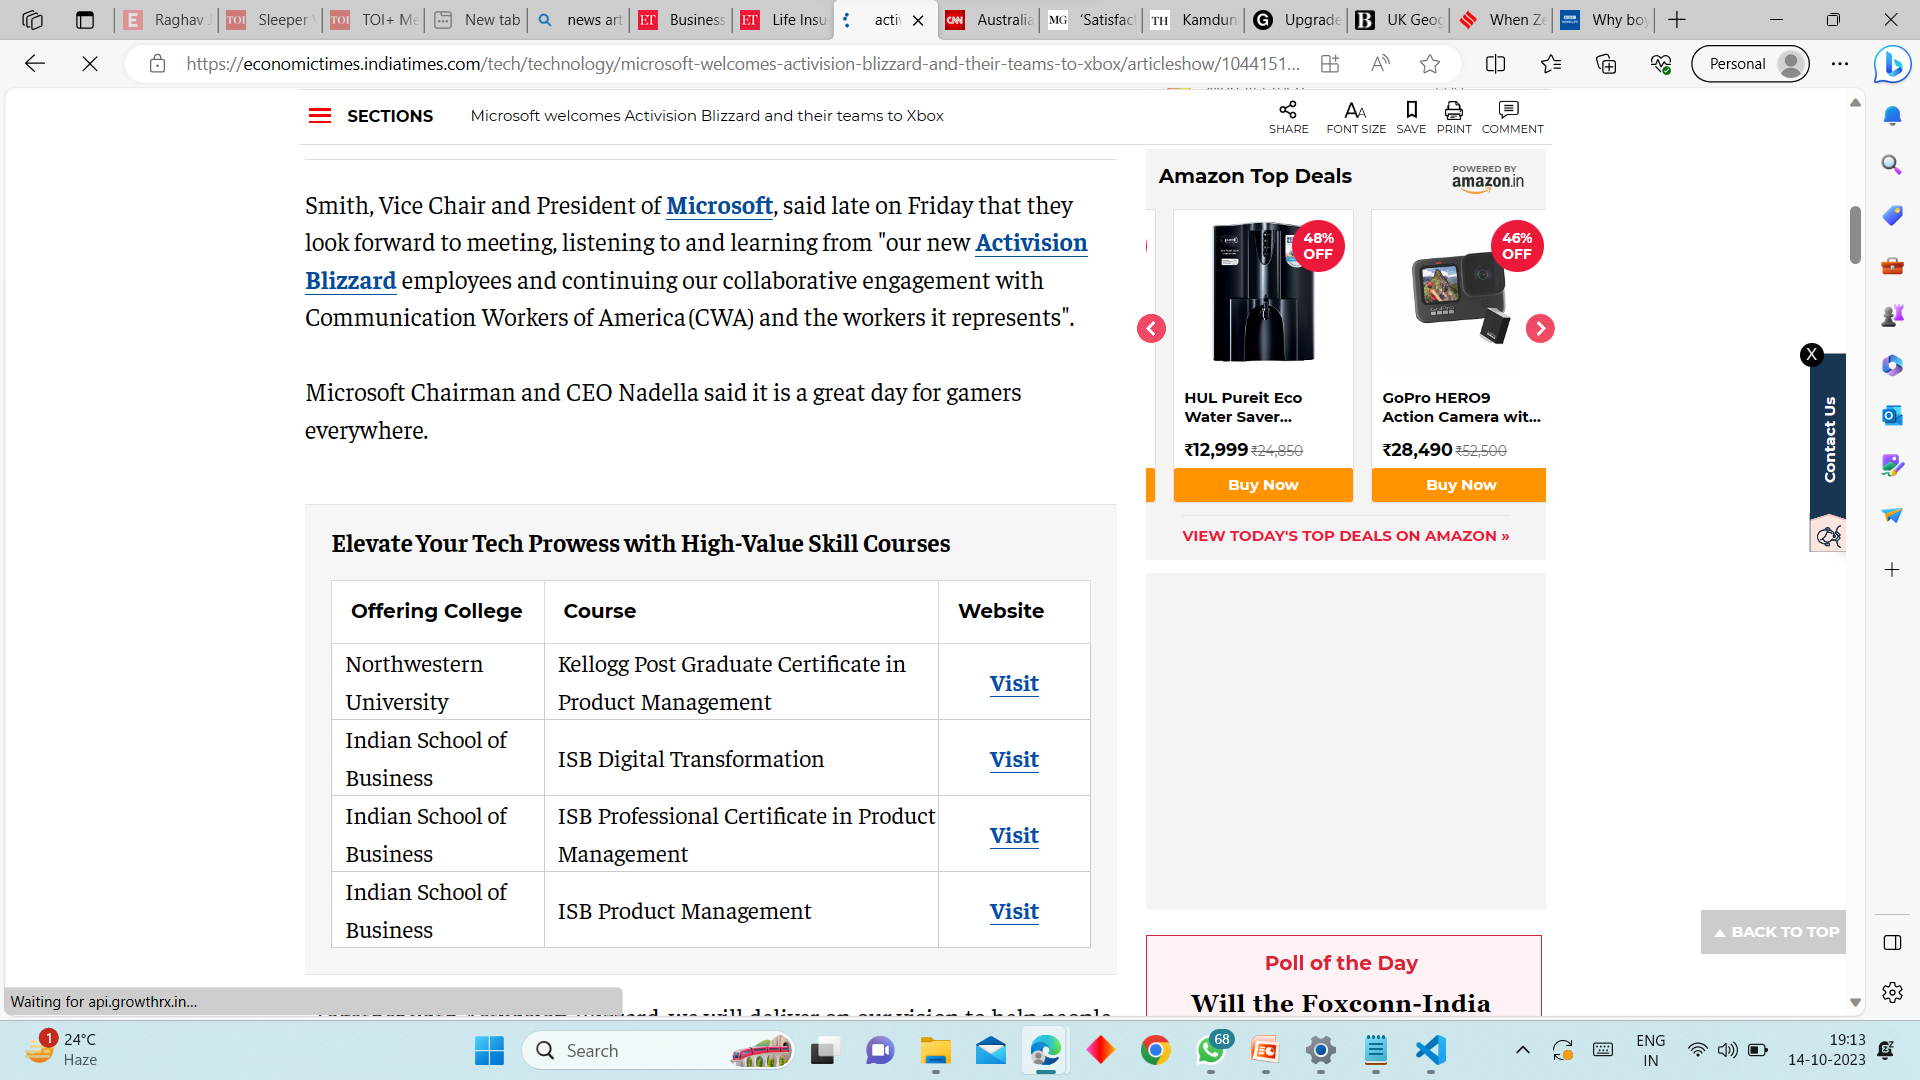 Raghav J
Sleeper V
TOI+ Me
New tab
news art
Business
Life Insu
activ
Australia
'Satisfact
Kamdun
Upgrade
UK Geog
When Ze
Why boy
https://economictimes.indiatimes.com/tech/technology/microsoft-welcomes-activision-blizzard-and-their-teams-to-xbox/articleshow/1044151...
Personal
SECTIONS
Microsoft welcomes Activision Blizzard and their teams to Xbox
SHARE
FONT SIZE
SAVE
PRINT
COMMENT
Smith, Vice Chair and President of Microsoft, said late on Friday that they
look forward to meeting, listening to and learning from "our new Activision
Blizzard employees and continuing our collaborative engagement with
Communication Workers of America (CWA) and the workers it represents".
Microsoft Chairman and CEO Nadella said it is a great day for gamers
everywhere.
Elevate Your Tech Prowess with High-Value Skill Courses
Offering College Course Website
Northwestern
University
Kellogg Post Graduate Certificate in
Product Management
Visit
Indian School of
Business
ISB Digital Transformation
Visit
Indian School of
Business
ISB Professional Certificate in Product
Management
Visit
Indian School of
Business
ISB Product Management
Visit
Amazon Top Deals
POWERED BY
amazon.in
48%
OFF
HUL Pureit Eco
Water Saver...
₹12,999 ₹24,850
Buy Now
46%
OFF
GoPro HERO9
Action Camera wit...
₹28,490 ₹52,500
Buy Now
VIEW TODAY'S TOP DEALS ON AMAZON »
X
Contact Us
BACK TO TOP
Poll of the Day
Will the Foxconn-India
Waiting for api.growthrx.in...
1
24°C
Haze
Search
68
ENG
IN
19:13
14-10-2023